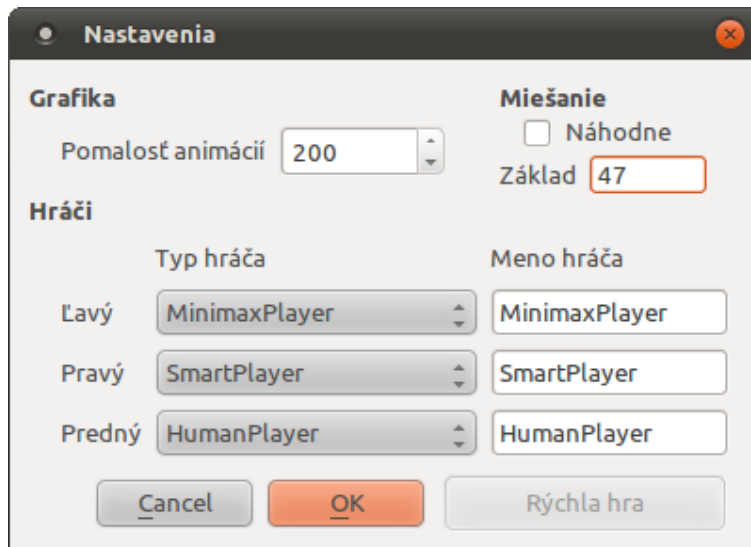 Nastavenia
Grafika
Miešanie
Pomalosť animácií 200
Náhodne
Základ 47
Hráči
Typ hráča Meno hráča
Ľavý MinimaxPlayer MinimaxPlayer
Pravý SmartPlayer SmartPlayer
Predný HumanPlayer HumanPlayer
Cancel OK Rýchla hra